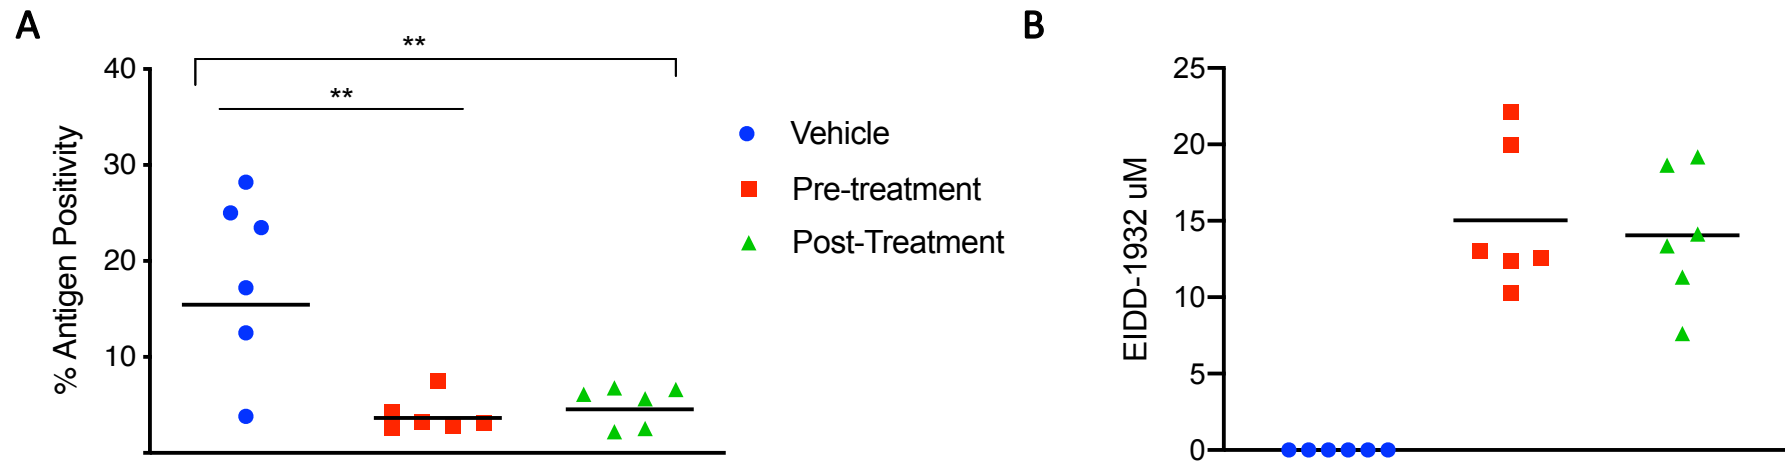 A
**
**
40
30
20
10
% Antigen Positivity
Vehicle
Pre-treatment
Post-Treatment
B
25
20
15
10
5
0
EIDD-1932 uM